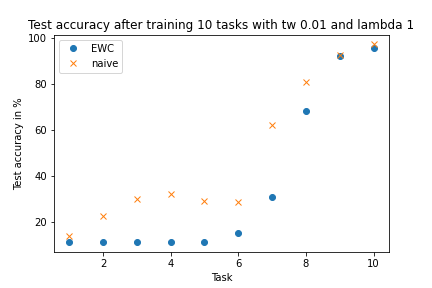 Test accuracy after training 10 tasks with tw 0.01 and lambda 1
100
80
60
40
20
Test accuracy in %
EWC
naive
2
4
6
8
10
Task